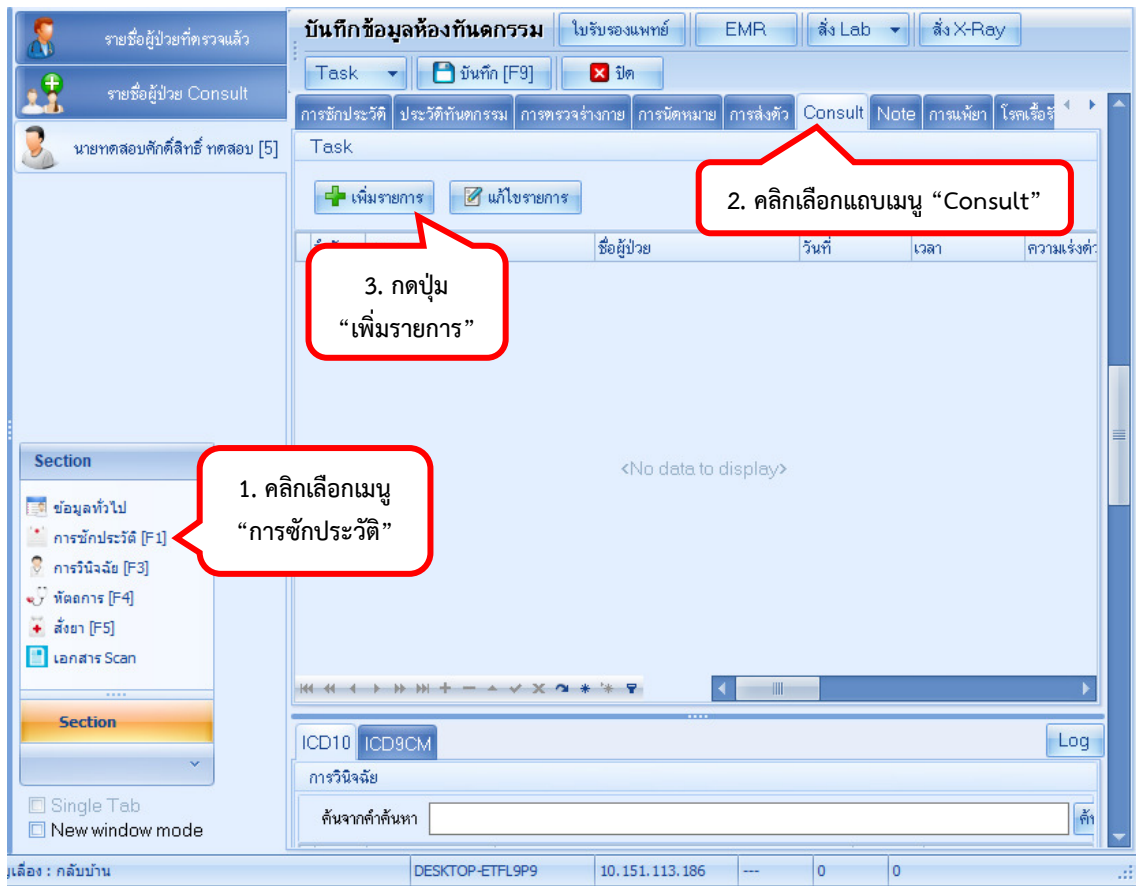 รายชื่อผู้ป่วยที่ตรวจแล้ว
รายชื่อผู้ป่วย Consult
นายทดสอบศักดิ์สิทธิ์ ทดสอบ [5]
บันทึกข้อมูลห้องทันตกรรม
ใบรับรองแพทย์
EMR
สั่ง Lab
สั่ง X-Ray
Task
บันทึก [F9]
ปิด
การซักประวัติ
ประวัติทันตกรรม
การตรวจร่างกาย
การนัดหมาย
การส่งตัว
Consult
Note
การแพ้ยา
Task
เพิ่มรายการ
แก้ไขรายการ
2. คลิกเลือกแถบเมนู “Consult”
ชื่อผู้ป่วย
วันที่
เวลา
3. กดปุ่ม
“เพิ่มรายการ”
<No data to display>
Section
1. คลิกเลือกเมนู
“การซักประวัติ”
ข้อมูลทั่วไป
การซักประวัติ [F1]
การวินิจฉัย [F3]
หัตถการ [F4]
สั่งยา [F5]
เอกสาร Scan
Section
Single Tab
New window mode
ICD10
ICD9CM
Log
การวินิจฉัย
ค้นจากคำค้นหา
: กลับบ้าน
DESKTOP-ETFL9P9
10.151.113.186
---
0
0